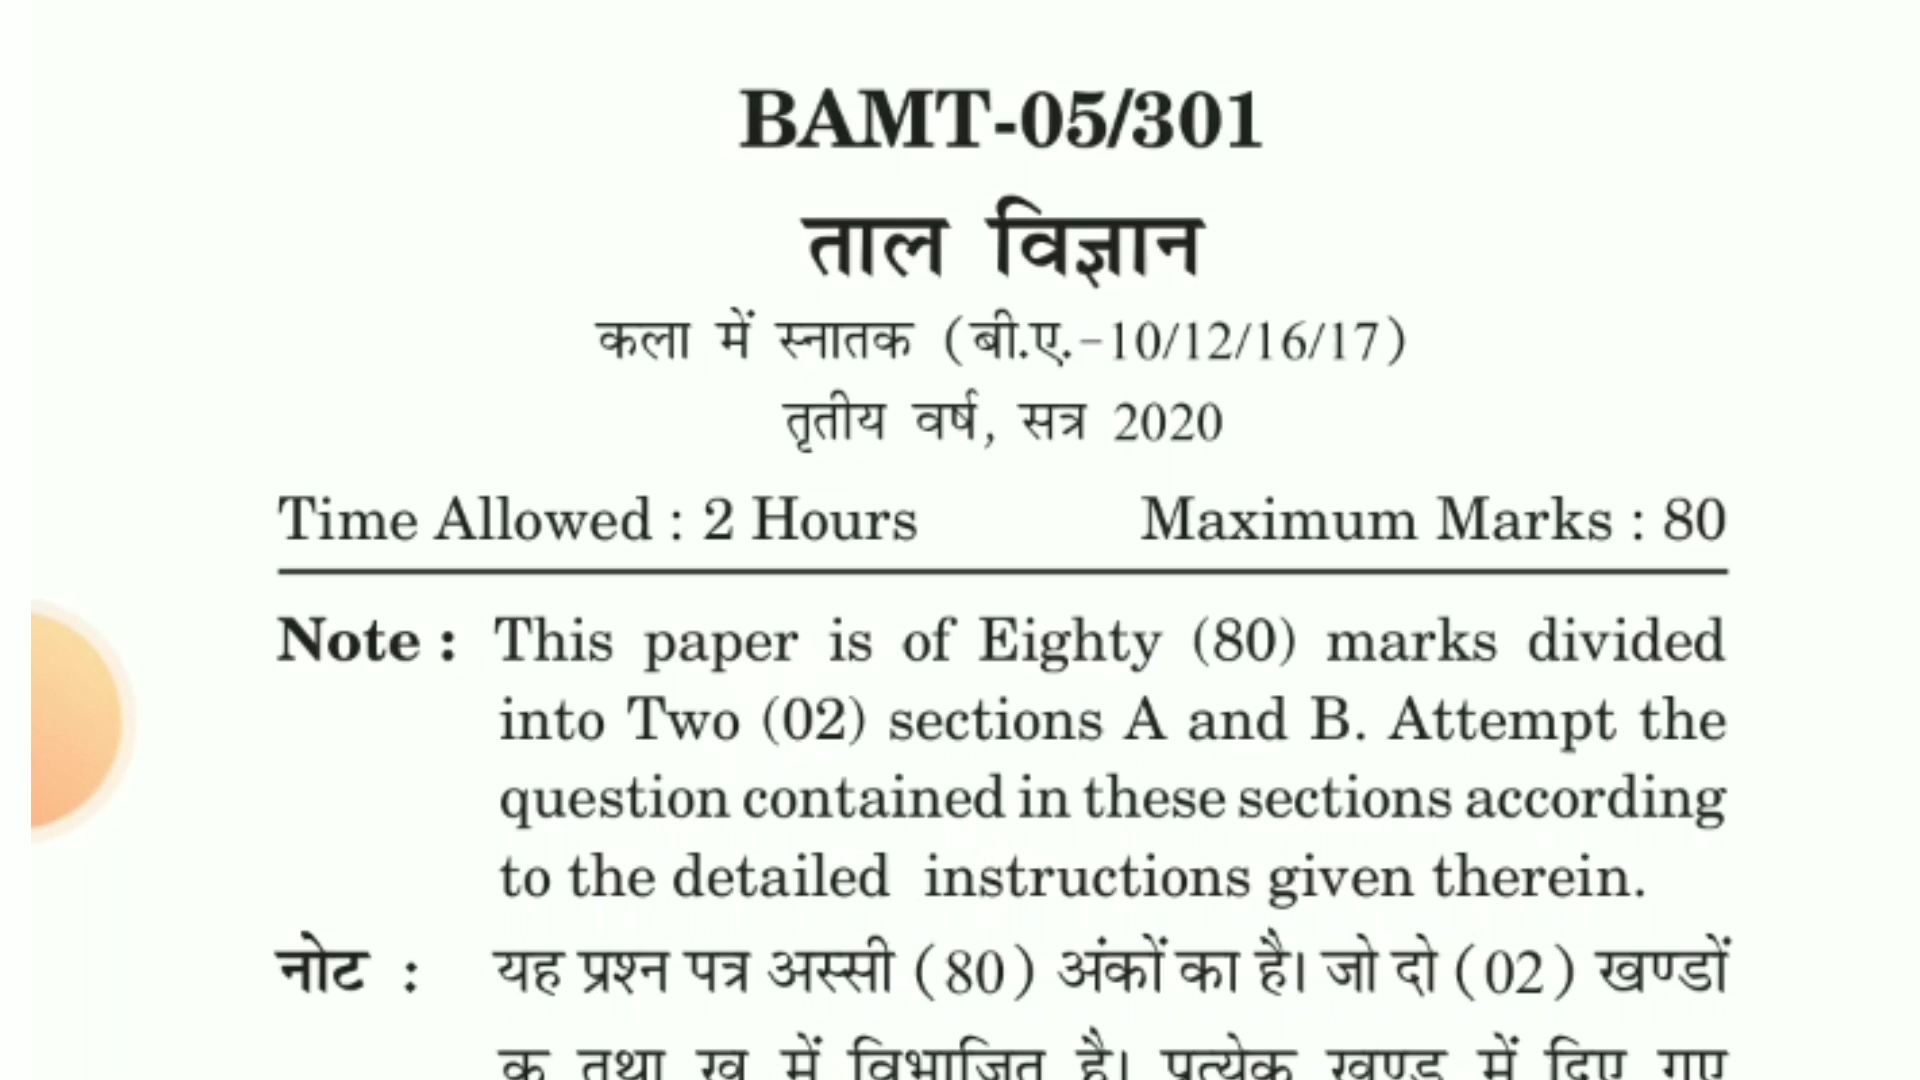 BAMT-05/301
ताल विज्ञान
कला में स्नातक (बी.ए.-10/12/16/17)
तृतीय वर्ष, सत्र 2020
Time Allowed : 2 Hours Maximum Marks : 80
Note : This paper is of Eighty (80) marks divided
into Two (02) sections A and B. Attempt the
question contained in these sections according
to the detailed instructions given therein.
नोट : यह प्रश्न पत्र अस्सी (80) अंकों का है। जो दो (02) खण्डों
क तथा ख में विभाजित है। प्रत्येक खण्ड में दिए गए